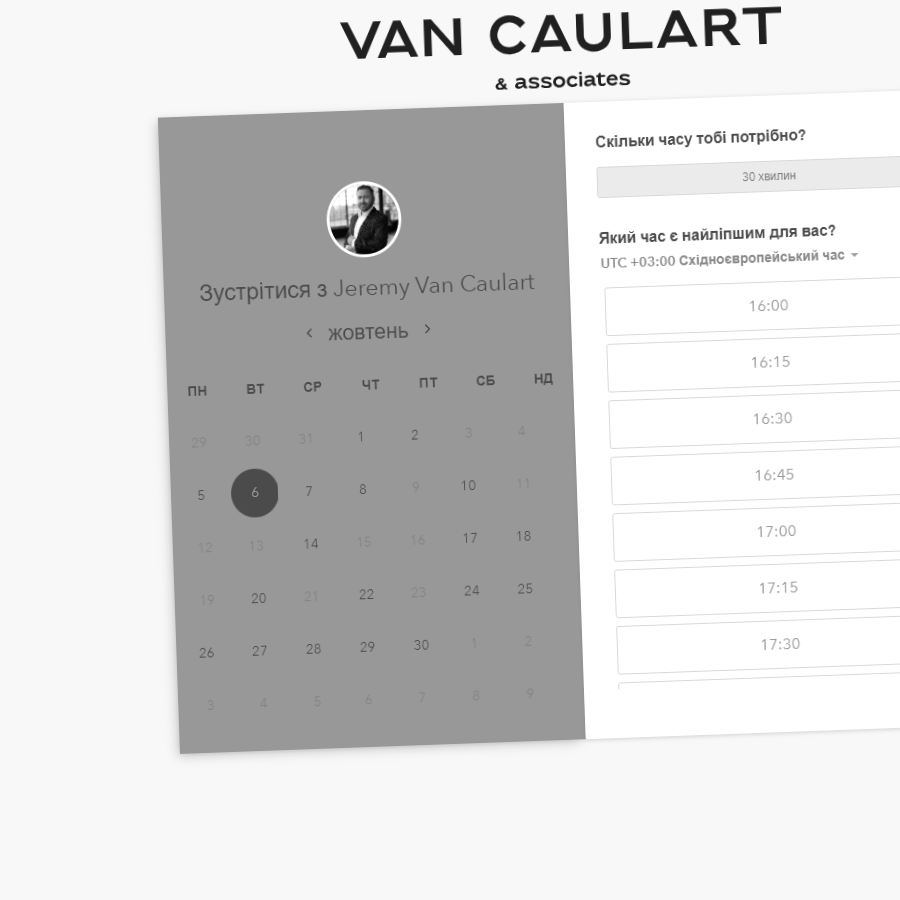 VAN CAULART
& associates
Зустрітися з Jeremy Van Caulart
жовтень
ПН ВТ СР ЧТ ПТ СБ НД
29 30 31 1 2 3 4
5 6 7 8 9 10 11
12 13 14 15 16 17 18
19 20 21 22 23 24 25
26 27 28 29 30 1 2
3 4 5 6 7 8 9
Скільки часу тобі потрібно?
30 хвилин
Який час є найліпшим для вас?
UTC +03:00 Східноєвропейський час
16:00
16:15
16:30
16:45
17:00
17:15
17:30